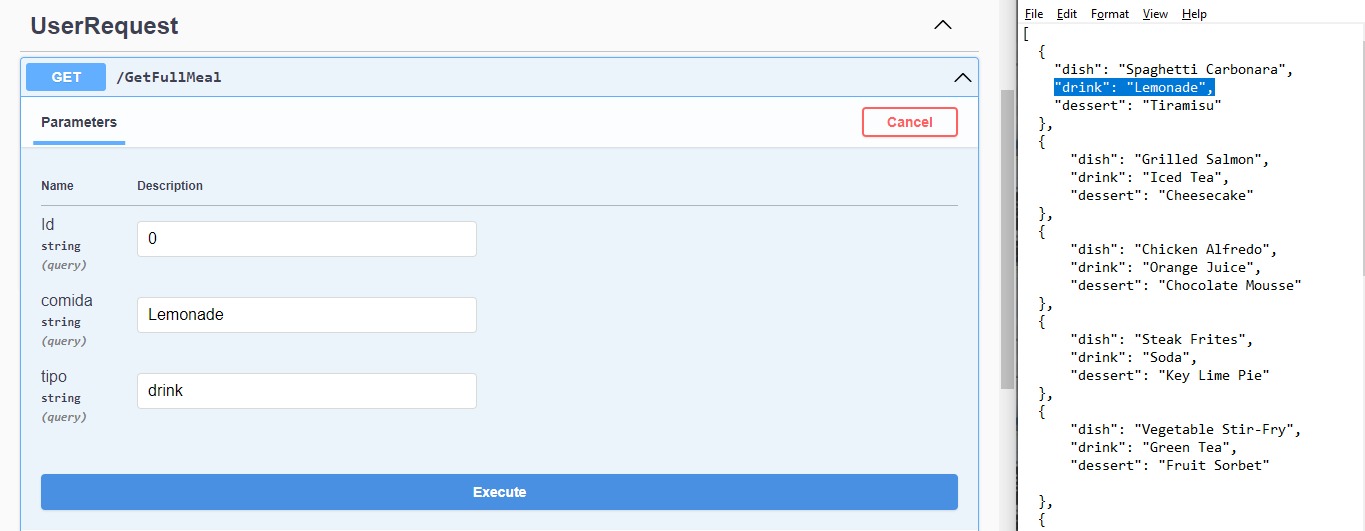 UserRequest
GET /GetFullMeal
Parameters
Cancel
Name Description
Id
string
(query)
0
comida
string
(query)
Lemonade
tipo
string
(query)
drink
Execute
File Edit Format View Help
[
{
"dish": "Spaghetti Carbonara",
"drink": "Lemonade",
"dessert": "Tiramisu"
},
{
"dish": "Grilled Salmon",
"drink": "Iced Tea",
"dessert": "Cheesecake"
},
{
"dish": "Chicken Alfredo",
"drink": "Orange Juice",
"dessert": "Chocolate Mousse"
},
{
"dish": "Steak Frites",
"drink": "Soda",
"dessert": "Key Lime Pie"
},
{
"dish": "Vegetable Stir-Fry",
"drink": "Green Tea",
"dessert": "Fruit Sorbet"
},
{